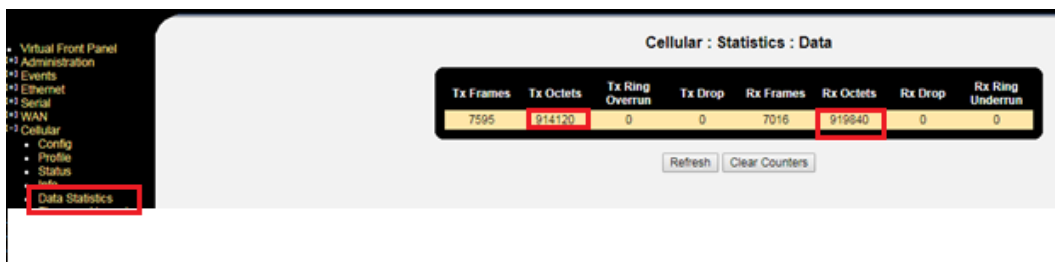 Cellular : Statistics : Data
Virtual Front Panel
Administration
Events
Ethernet
Serial
WAN
Cellular
Config
Profile
Status
Info
Data Statistics
Tx Frames Tx Octets Tx Ring Overrun Tx Drop Rx Frames Rx Octets Rx Drop Rx Ring Underrun
7595 914120 0 0 7016 919840 0 0
Refresh Clear Counters